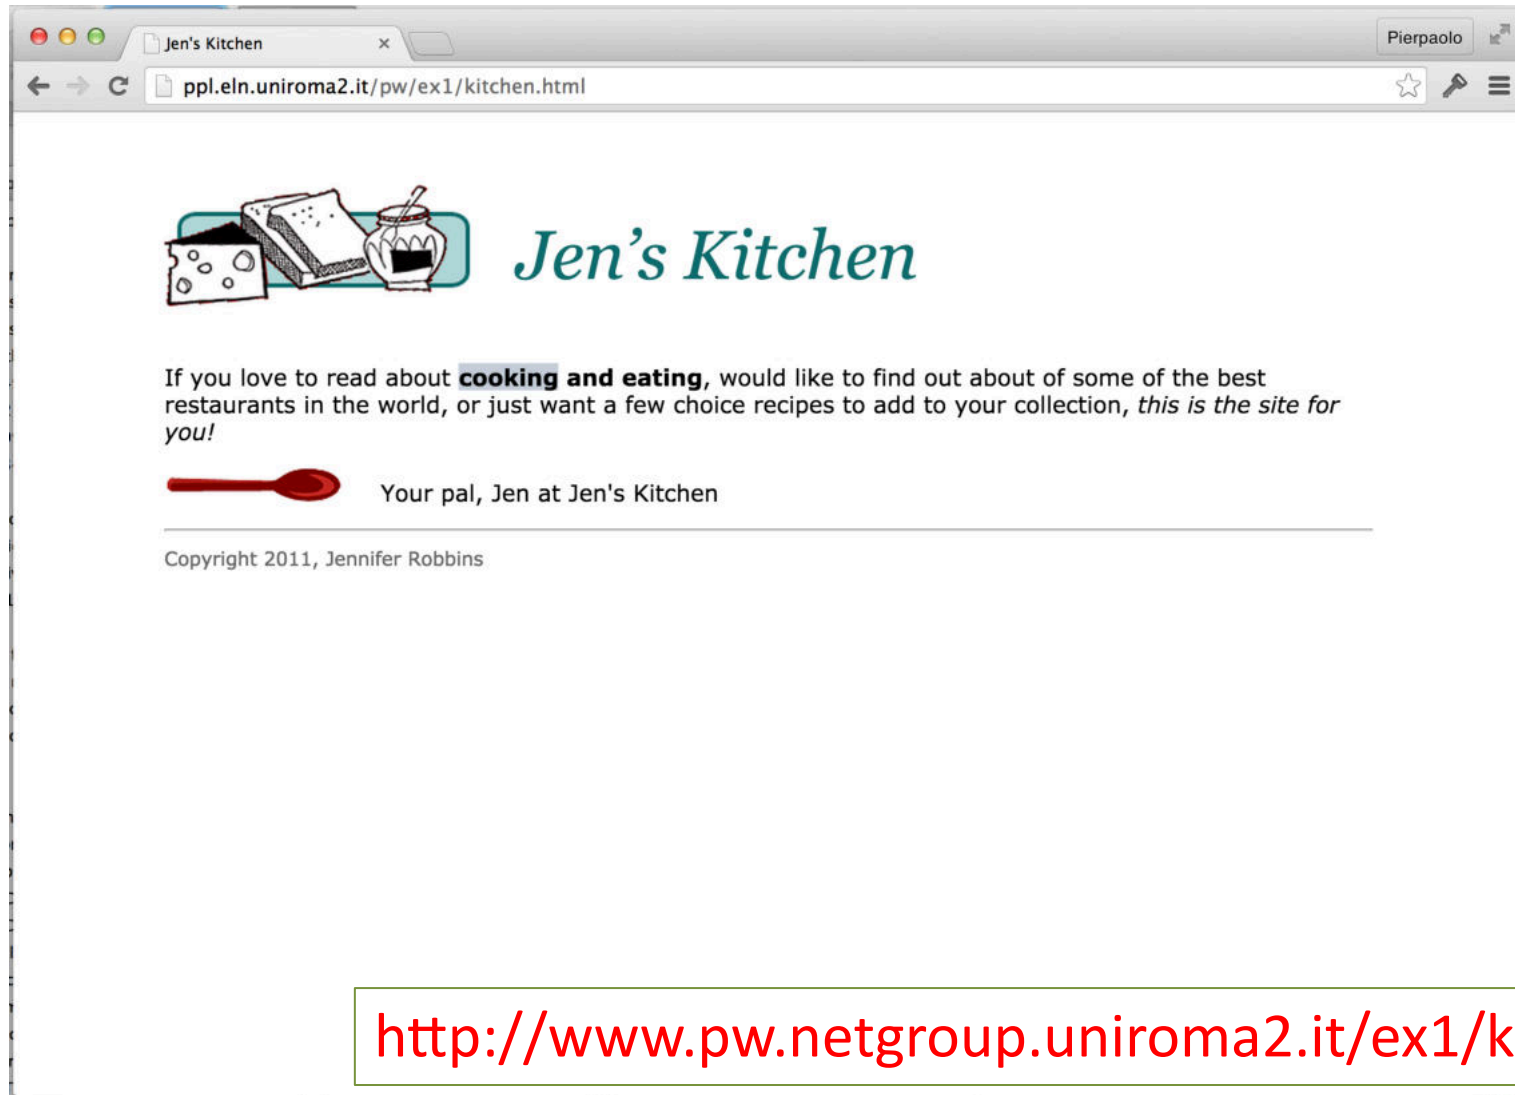 Jen's Kitchen
Pierpaolo
ppl.eln.uniroma2.it/pw/ex1/kitchen.html
Jen’s Kitchen
If you love to read about cooking and eating, would like to find out about of some of the best
restaurants in the world, or just want a few choice recipes to add to your collection, this is the site for
you!
Your pal, Jen at Jen's Kitchen
Copyright 2011, Jennifer Robbins
http://www.pw.netgroup.uniroma2.it/ex1/k